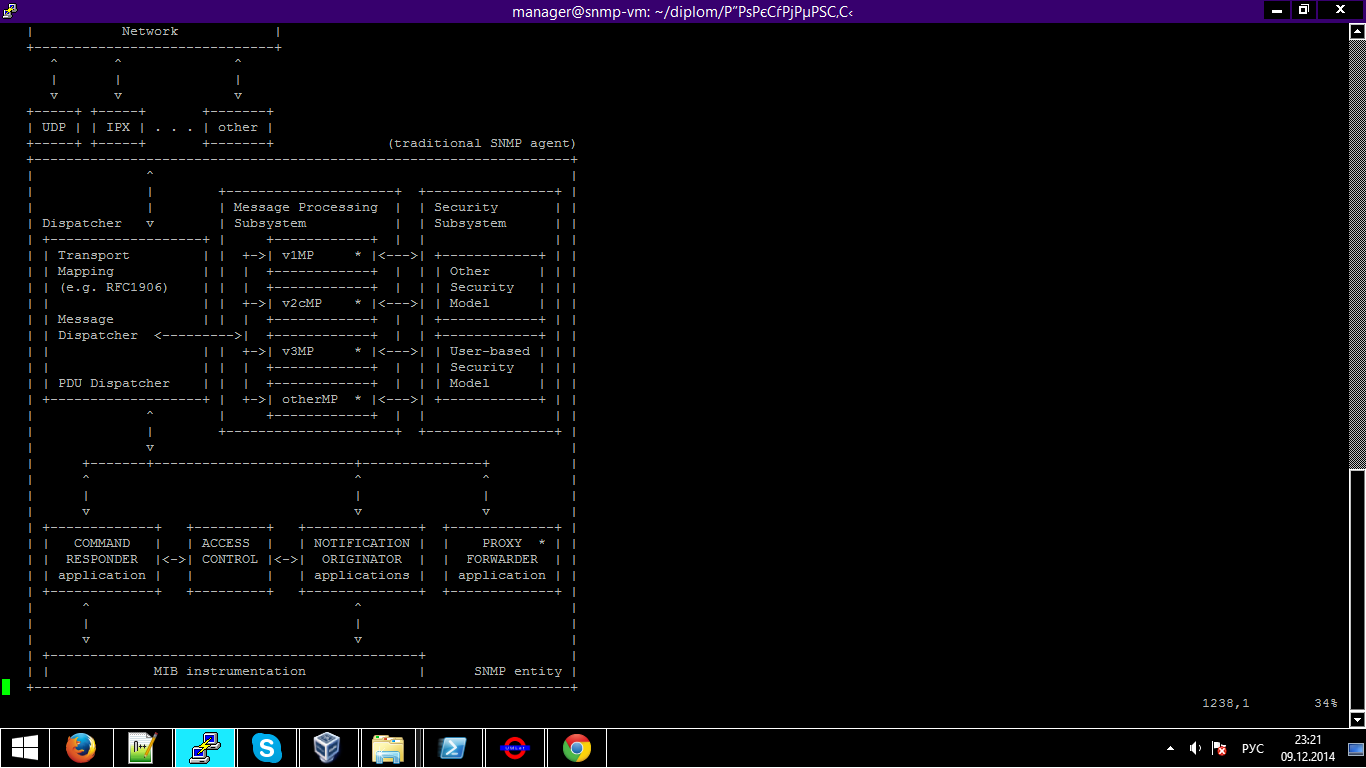 manager@snmp-vm: ~/diplom/Р”РѕРєСѓРјРµРЅС‚С‹
Network
UDP IPX . . . other
(traditional SNMP agent)
Message Processing Security
Dispatcher Subsystem Subsystem
Transport v1MP *
Mapping Other
(e.g. RFC1906) Security
v2cMP * Model
Message
Dispatcher
v3MP * User-based
Security
PDU Dispatcher Model
otherMP *
COMMAND ACCESS NOTIFICATION PROXY *
RESPONDER CONTROL ORIGINATOR FORWARDER
application applications application
MIB instrumentation SNMP entity
1238,1 34%
РУС 23:21
09.12.2014